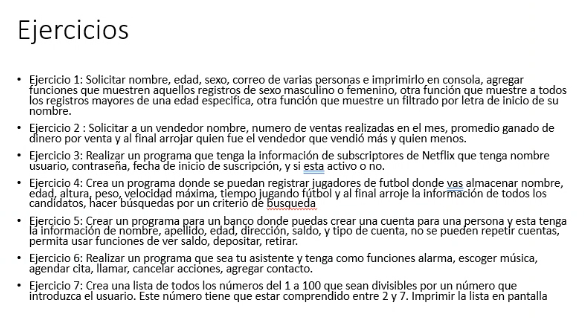 Ejercicios
• Ejercicio 1: Solicitar nombre, edad, sexo, correo de varias personas e imprimirlo en consola, agregar
funciones que muestren aquellos registros de sexo masculino o femenino, otra función que muestre a todos
los registros mayores de una edad especifica, otra función que muestre un filtrado por letra de inicio de su
nombre.
• Ejercicio 2 : Solicitar a un vendedor nombre, numero de ventas realizadas en el mes, promedio ganado de
dinero por venta y al final arrojar quien fue el vendedor que vendió más y quien menos.
• Ejercicio 3: Realizar un programa que tenga la información de subscriptores de Netflix que tenga nombre
usuario, contraseña, fecha de inicio de suscripción, y si esta activo o no.
• Ejercicio 4: Crea un programa donde se puedan registrar jugadores de futbol donde vas almacenar nombre,
edad, altura, peso, velocidad máxima, tiempo jugando fútbol y al final arroje la información de todos los
candidatos, hacer búsquedas por un criterio de busqueda
• Ejercicio 5: Crear un programa para un banco donde puedas crear una cuenta para una persona y esta tenga
la información de nombre, apellido, edad, dirección, saldo, y tipo de cuenta, no se pueden repetir cuentas,
permita usar funciones de ver saldo, depositar, retirar.
• Ejercicio 6: Realizar un programa que sea tu asistente y tenga como funciones alarma, escoger música,
agendar cita, llamar, cancelar acciones, agregar contacto.
• Ejercicio 7: Crea una lista de todos los números del 1 a 100 que sean divisibles por un número que
introduzca el usuario. Este número tiene que estar comprendido entre 2 y 7. Imprimir la lista en pantalla